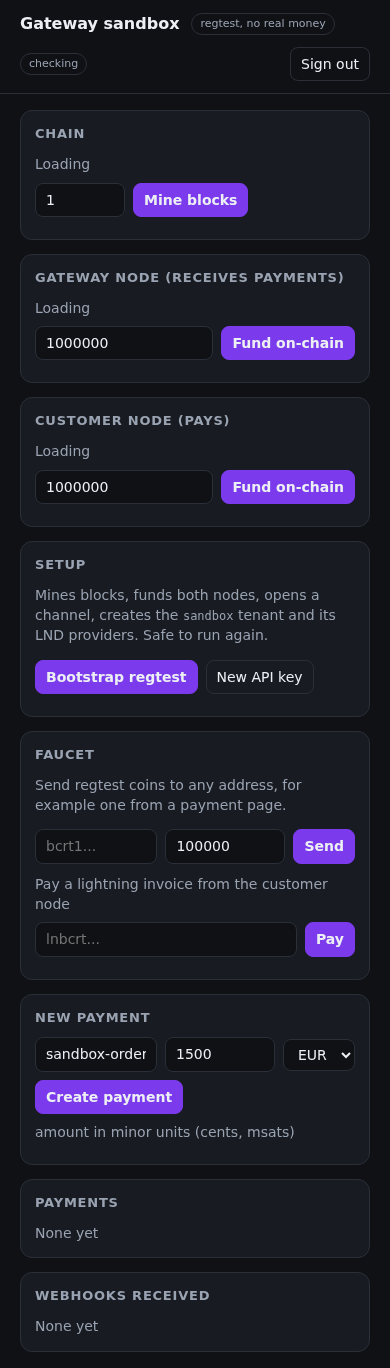 Gateway sandbox regtest, no real money
checking Sign out
CHAIN
Loading
1 Mine blocks
GATEWAY NODE (RECEIVES PAYMENTS)
Loading
1000000 Fund on-chain
CUSTOMER NODE (PAYS)
Loading
1000000 Fund on-chain
SETUP
Mines blocks, funds both nodes, opens a
channel, creates the sandbox tenant and its
LND providers. Safe to run again.
Bootstrap regtest New API key
FAUCET
Send regtest coins to any address, for
example one from a payment page.
bcrt1... 100000 Send
Pay a lightning invoice from the customer
node
lnbcrt... Pay
NEW PAYMENT
sandbox-order 1500 EUR
Create payment
amount in minor units (cents, msats)
PAYMENTS
None yet
WEBHOOKS RECEIVED
None yet